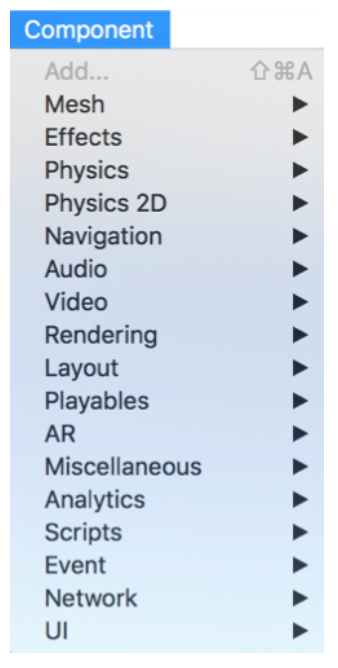 Component
Add... ⇧⌘A
Mesh ▶
Effects ▶
Physics ▶
Physics 2D ▶
Navigation ▶
Audio ▶
Video ▶
Rendering ▶
Layout ▶
Playables ▶
AR ▶
Miscellaneous ▶
Analytics ▶
Scripts ▶
Event ▶
Network ▶
UI ▶